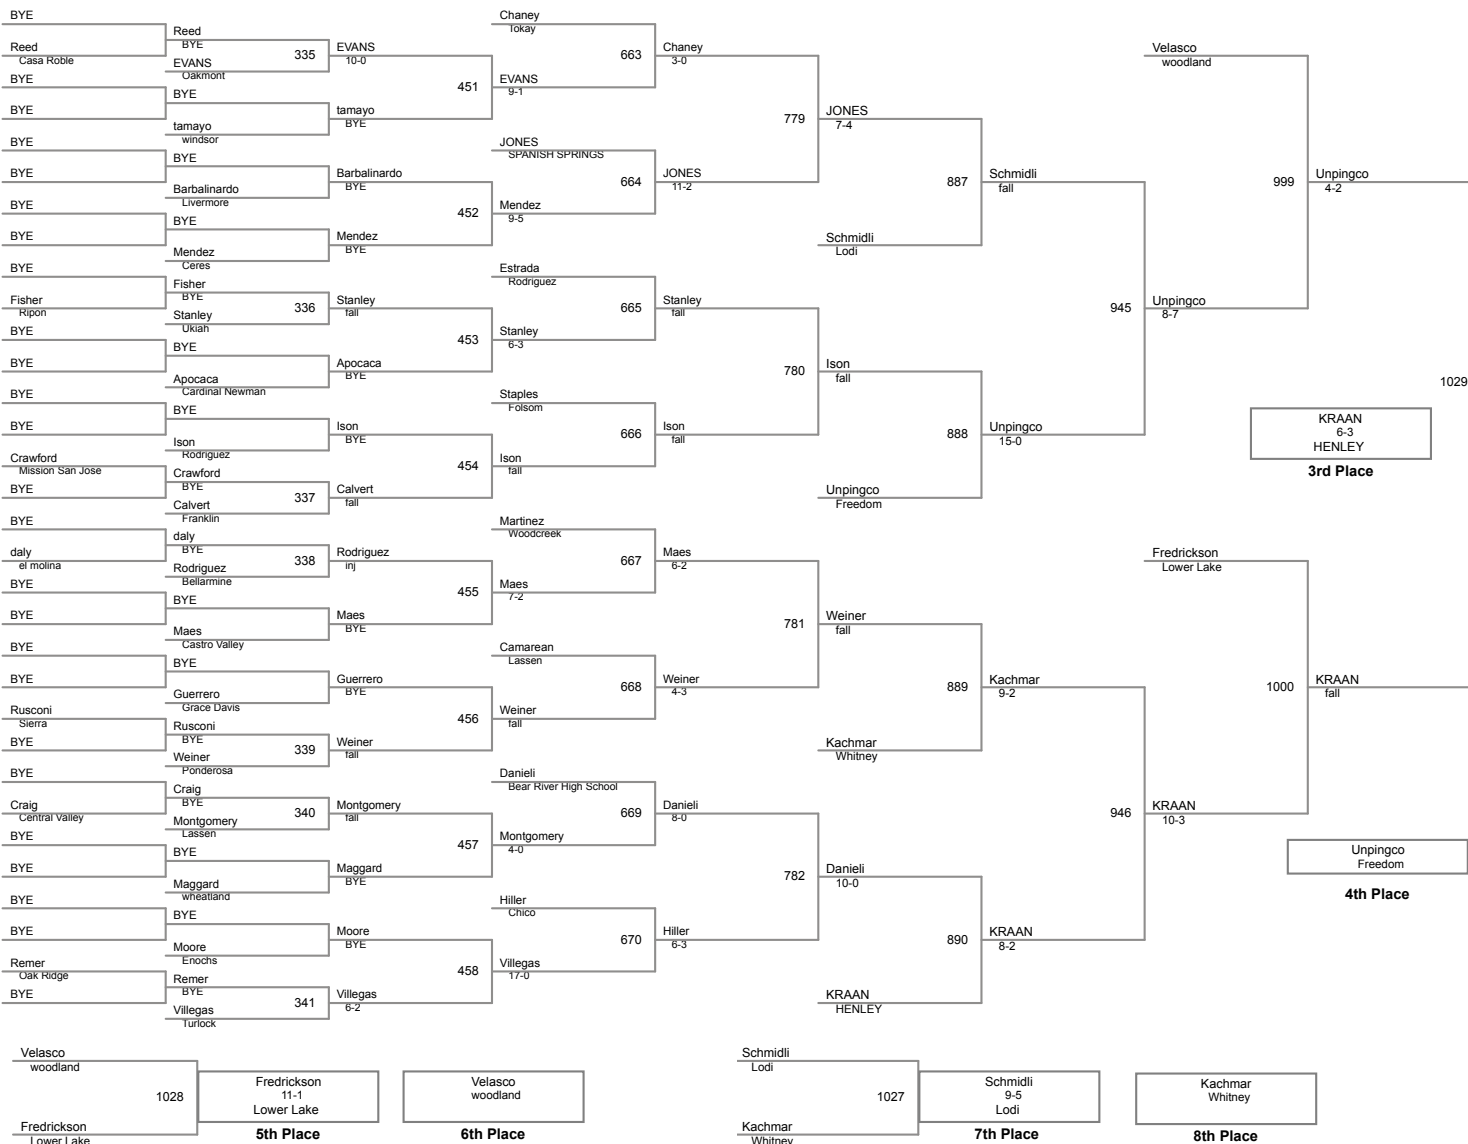 BYE
Reed
Casa Roble
BYE
BYE
BYE
BYE
BYE
BYE
BYE
Fisher
Ripon
BYE
BYE
BYE
BYE
Crawford
Mission San Jose
BYE
BYE
daly
el molina
BYE
BYE
BYE
BYE
Rusconi
Sierra
BYE
BYE
Craig
Central Valley
BYE
BYE
BYE
BYE
Remer
Oak Ridge
BYE
Reed
BYE
335
EVANS
Oakmont
BYE
tamayo
windsor
BYE
Barbalinardo
Livermore
BYE
Mendez
Ceres
Fisher
BYE
336
Stanley
Ukiah
BYE
Apocaca
Cardinal Newman
BYE
Ison
Rodriguez
Crawford
BYE
337
Calvert
Franklin
daly
BYE
338
Rodriguez
Bellarmine
BYE
Maes
Castro Valley
BYE
Guerrero
Grace Davis
Rusconi
BYE
339
Weiner
Ponderosa
Craig
BYE
340
Montgomery
Lassen
BYE
Maggard
wheatland
BYE
Moore
Enochs
Remer
BYE
341
Villegas
Turlock
EVANS
10-0
451
tamayo
BYE
Barbalinardo
BYE
452
Mendez
BYE
Stanley
fall
453
Apocaca
BYE
Ison
BYE
454
Calvert
fall
Rodriguez
inj
455
Maes
BYE
Guerrero
BYE
456
Weiner
fall
Montgomery
fall
457
Maggard
BYE
Moore
BYE
458
Villegas
6-2
Chaney
Tokay
663
EVANS
9-1
JONES
SPANISH SPRINGS
664
Mendez
9-5
Estrada
Rodriguez
665
Stanley
6-3
Staples
Folsom
666
Ison
fall
Martinez
Woodcreek
667
Maes
7-2
Camarean
Lassen
668
Weiner
fall
Danieli
Bear River High School
669
Montgomery
4-0
Hiller
Chico
670
Villegas
17-0
Chaney
3-0
779
JONES
11-2
Stanley
fall
780
Ison
fall
Maes
6-2
781
Weiner
4-3
Danieli
8-0
782
Hiller
6-3
JONES
7-4
887
Schmidli
Lodi
Ison
fall
888
Unpingco
Freedom
Weiner
fall
889
Kachmar
Whitney
Danieli
10-0
890
KRAAN
HENLEY
Schmidli
fall
945
Unpingco
15-0
Kachmar
9-2
946
KRAAN
8-2
Velasco
woodland
999
Unpingco
8-7
Fredrickson
Lower Lake
1000
KRAAN
10-3
Unpingco
4-2
1029
KRAAN
fall
KRAAN
6-3
HENLEY
3rd Place
Unpingco
Freedom
4th Place
Velasco
woodland
1028
Fredrickson
Lower Lake
Fredrickson
11-1
Lower Lake
5th Place
Velasco
woodland
6th Place
Schmidli
Lodi
1027
Kachmar
Whitney
Schmidli
9-5
Lodi
7th Place
Kachmar
Whitney
8th Place